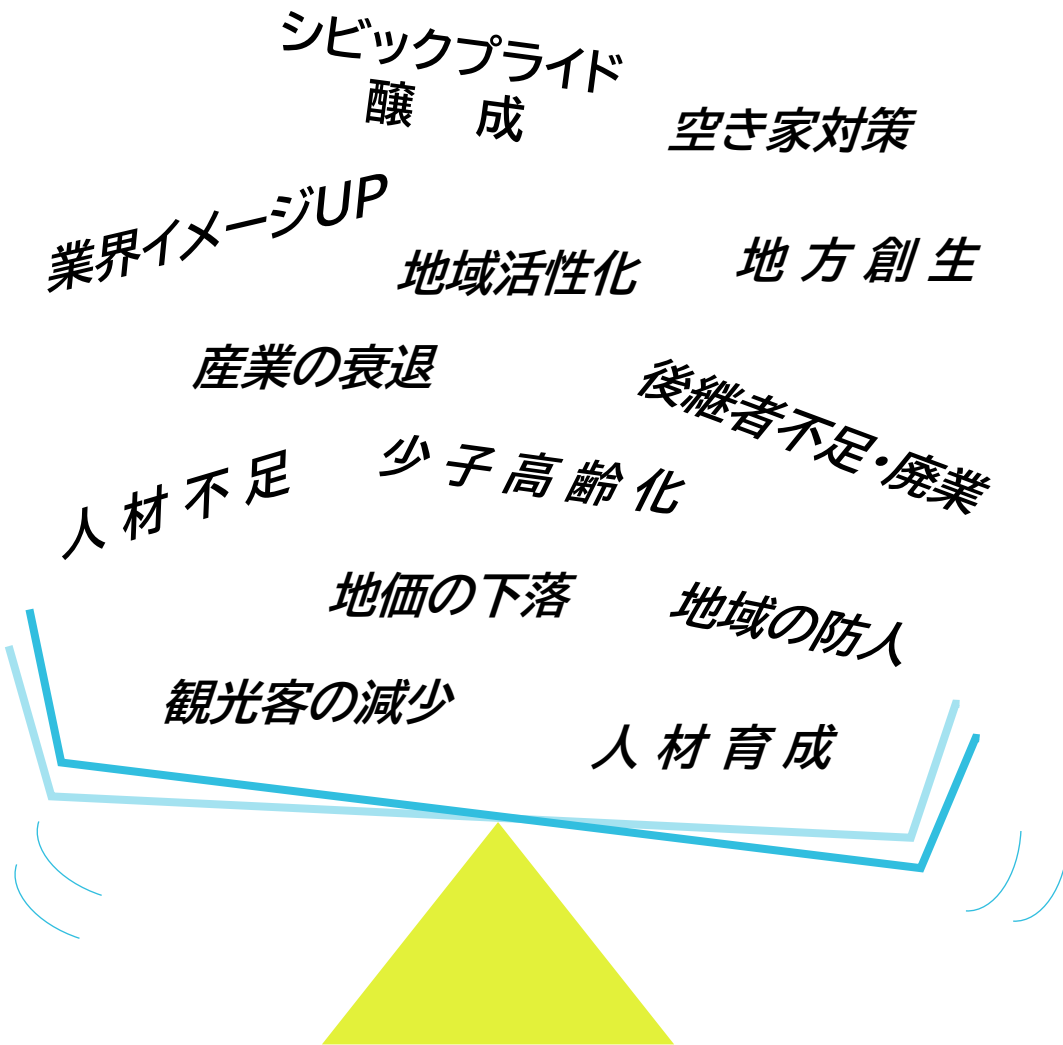 シビックプライド
醸成
空き家対策
業界イメージUP
地域活性化
地方創生
産業の衰退
後継者不足・廃業
人材不足
少子高齢化
地価の下落
地域の防人
観光客の減少
人材育成